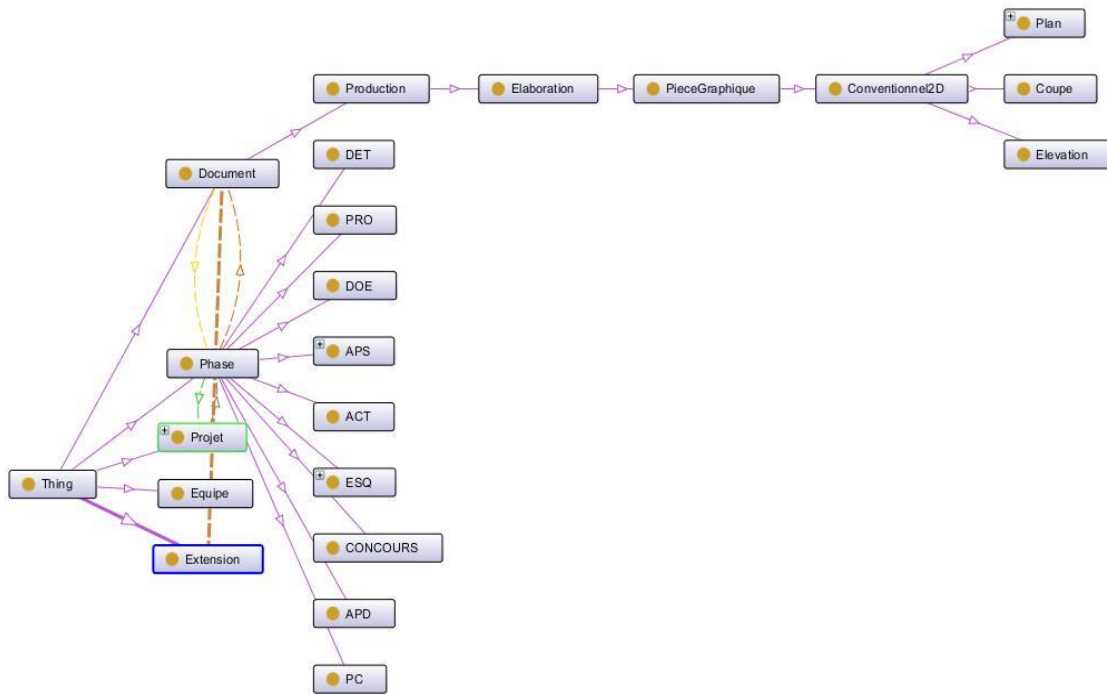 Plan
Production
Elaboration
PieceGraphique
Conventionnel2D
Coupe
DET
Elevation
Document
PRO
DOE
APS
Phase
ACT
Projet
ESQ
Thing
Equipe
CONCOURS
Extension
APD
PC